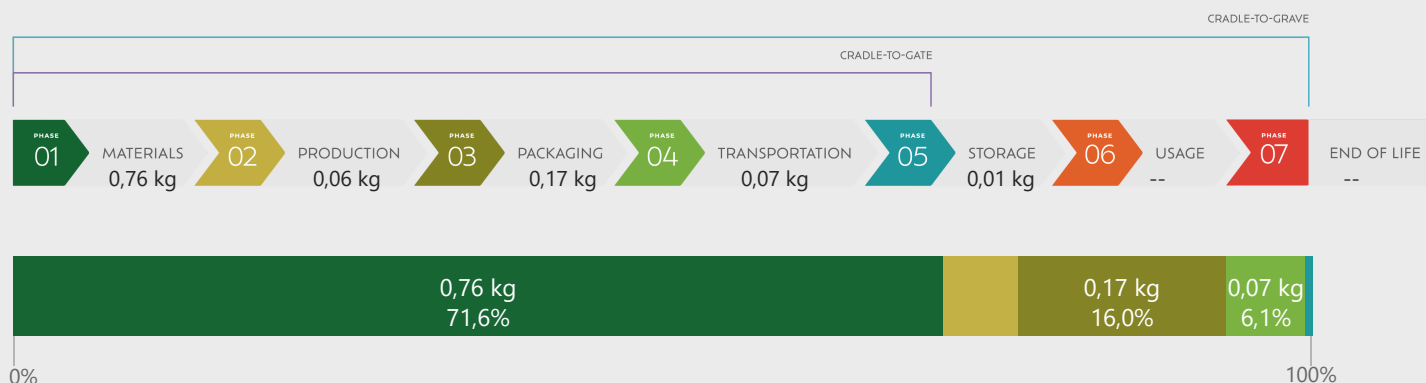 CRADLE-TO-GRAVE
CRADLE-TO-GATE
PHASE
01
MATERIALS
0,76 kg
PHASE
02
PRODUCTION
0,06 kg
PHASE
03
PACKAGING
0,17 kg
PHASE
04
TRANSPORTATION
0,07 kg
PHASE
05
STORAGE
0,01 kg
PHASE
06
USAGE
--
PHASE
07
END OF LIFE
--
0,76 kg
71,6%
0,17 kg
16,0%
0,07 kg
6,1%
0%
100%